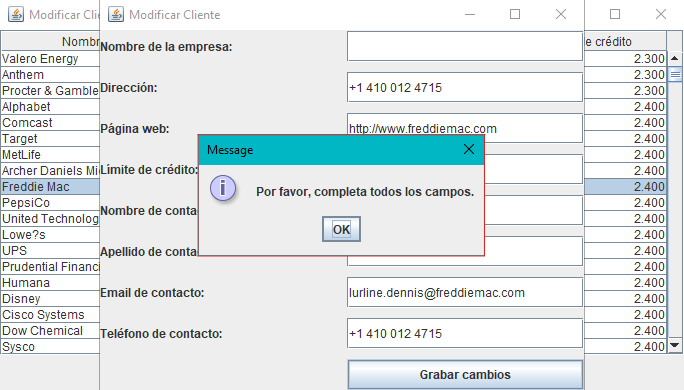 Modificar Clie
Modificar Cliente
Nombr
e crédito
Valero Energy
2.300
Anthem
2.300
Procter & Gamble
2.300
Alphabet
2.400
Comcast
2.400
Target
2.400
MetLife
2.400
Archer Daniels Mi
2.400
Freddie Mac
2.400
PepsiCo
2.400
United Technolog
2.400
Lowe?s
2.400
UPS
2.400
Prudential Financi
2.400
Humana
2.400
Disney
2.400
Cisco Systems
2.400
Dow Chemical
2.400
Sysco
2.400
Nombre de la empresa:
Dirección:
+1 410 012 4715
Página web:
http://www.freddiemac.com
Límite de crédito:
Nombre de conta
Apellido de conta
Email de contacto:
lurline.dennis@freddiemac.com
Teléfono de contacto:
+1 410 012 4715
Grabar cambios
Message
Por favor, completa todos los campos.
OK